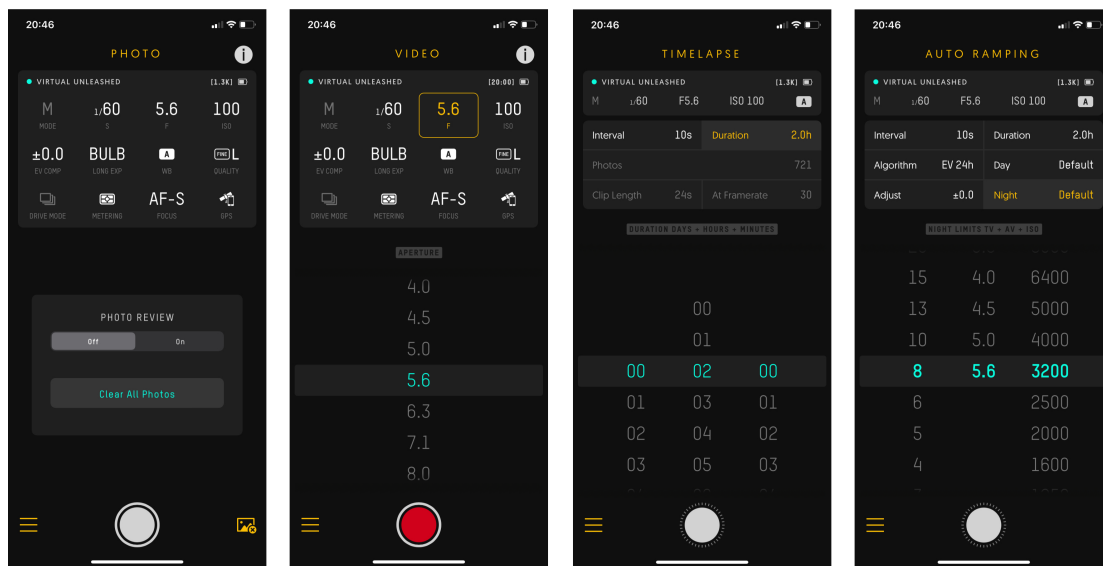 20:46
PHOTO
VIRTUAL UNLEASHED [1.3K]
M 1/60 5.6 100
MODE S F ISO
±0.0 BULB A FINE L
EV COMP LONG EXP WB QUALITY
AF-S
DRIVE MODE METERING FOCUS GPS
PHOTO REVIEW
Off On
Clear All Photos
20:46
VIDEO
VIRTUAL UNLEASHED [20:00]
M 1/60 5.6 100
MODE S F ISO
±0.0 BULB A FINE L
EV COMP LONG EXP WB QUALITY
AF-S
DRIVE MODE METERING FOCUS GPS
APERTURE
4.0
4.5
5.0
5.6
6.3
7.1
8.0
20:46
TIMELAPSE
VIRTUAL UNLEASHED [1.3K]
M 1/60 F5.6 ISO 100 A
Interval 10s Duration 2.0h
Photos 721
Clip Length 24s At Framerate 30
DURATION DAYS + HOURS + MINUTES
00
01
00 02 00
01 03 01
02 04 02
03 05 03
20:46
AUTO RAMPING
VIRTUAL UNLEASHED [1.3K]
M 1/60 F5.6 ISO 100 A
Interval 10s Duration 2.0h
Algorithm EV 24h Day Default
Adjust ±0.0 Night Default
NIGHT LIMITS TV + AV + ISO
15 4.0 6400
13 4.5 5000
10 5.0 4000
8 5.6 3200
6 2500
5 2000
4 1600